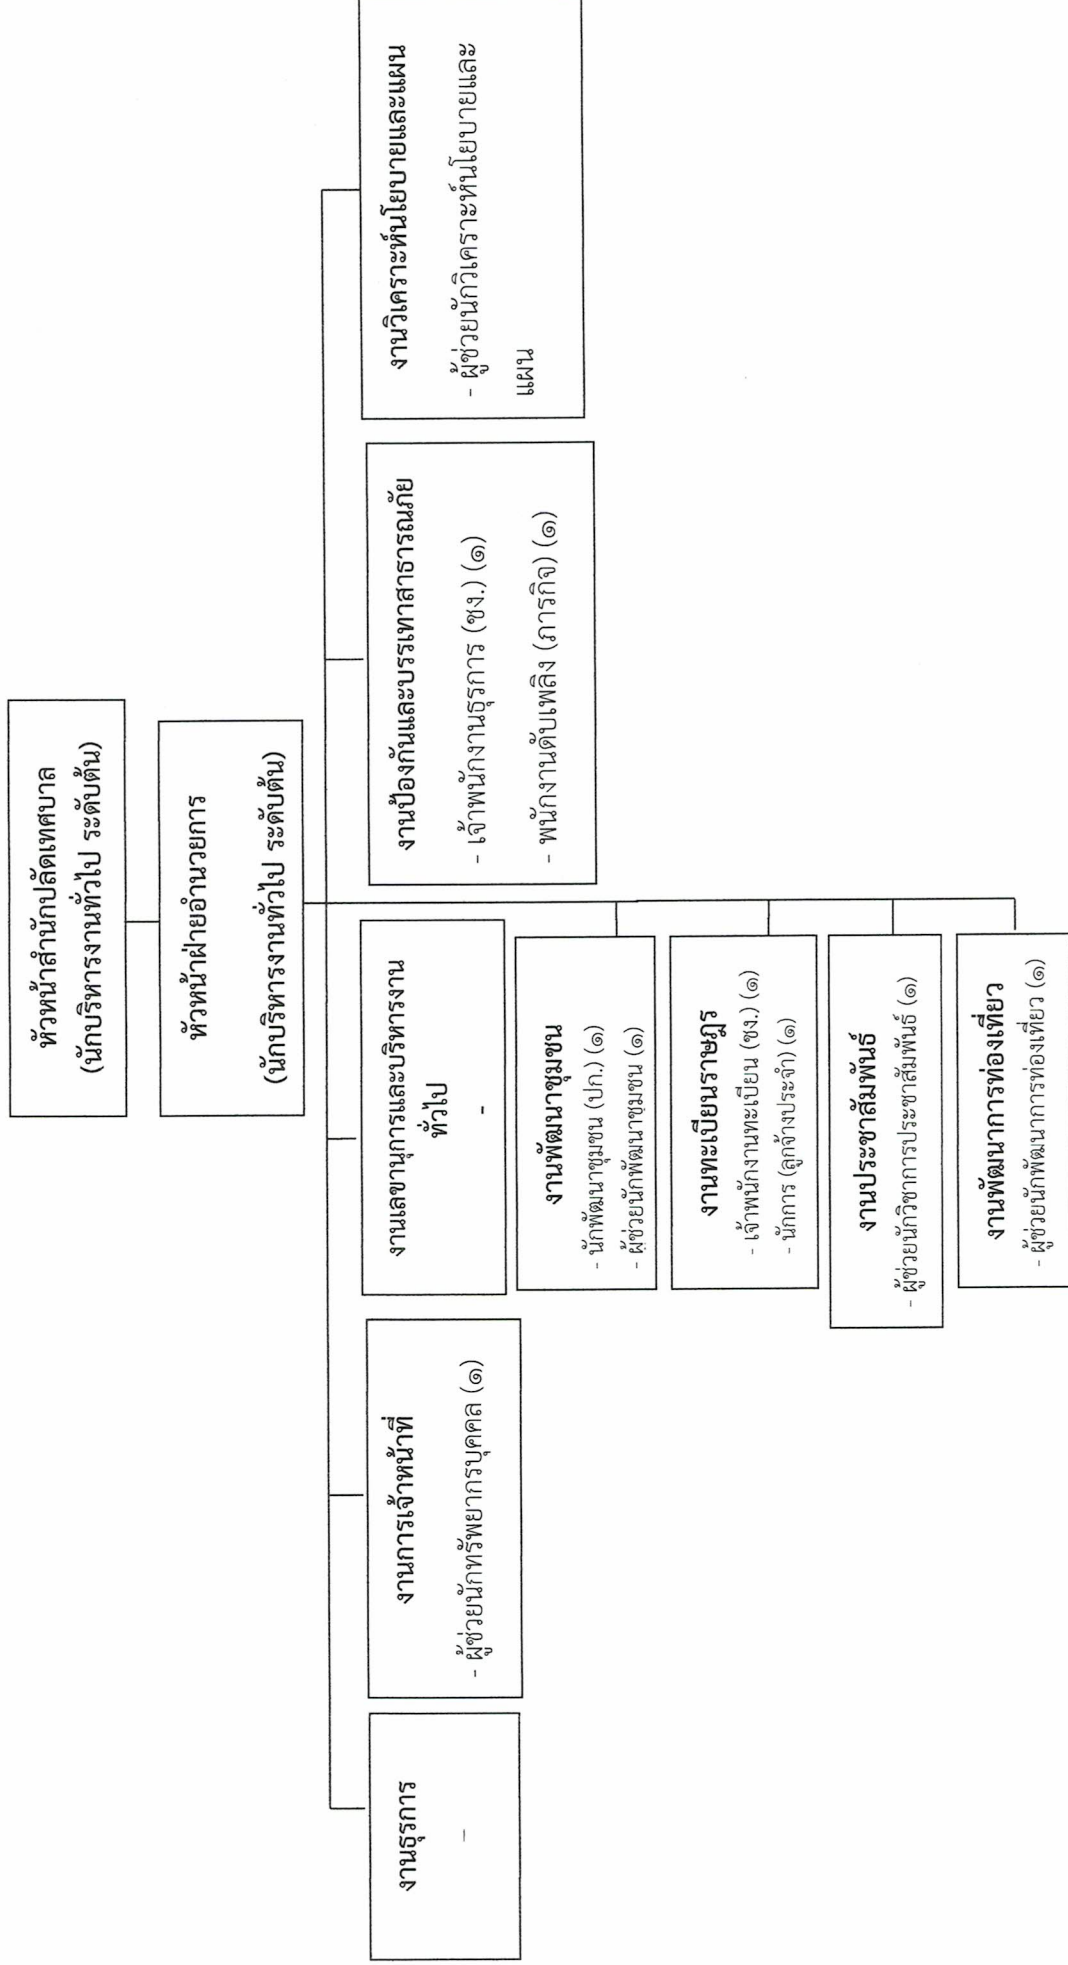 หัวหน้าสำนักปลัดเทศบาล
(นักบริหารงานทั่วไป ระดับต้น)
หัวหน้าฝ่ายอำนวยการ
(นักบริหารงานทั่วไป ระดับต้น)
งานธุรการ
–
งานการเจ้าหน้าที่
- ผู้ช่วยนักทรัพยากรบุคคล (๑)
งานเลขานุการและบริหารงาน
ทั่วไป
-
งานป้องกันและบรรเทาสาธารณภัย
- เจ้าพนักงานธุรการ (ชง.) (๑)
- พนักงานดับเพลิง (ภารกิจ) (๑)
งานวิเคราะห์นโยบายและแผน
- ผู้ช่วยนักวิเคราะห์นโยบายและ
แผน
งานพัฒนาชุมชน
- นักพัฒนาชุมชน (ปก.) (๑)
- ผู้ช่วยนักพัฒนาชุมชน (๑)
งานทะเบียนราษฎร
- เจ้าพนักงานทะเบียน (ชง.) (๑)
- นักการ (ลูกจ้างประจำ) (๑)
งานประชาสัมพันธ์
- ผู้ช่วยนักวิชาการประชาสัมพันธ์ (๑)
งานพัฒนาการท่องเที่ยว
- ผู้ช่วยนักพัฒนาการท่องเที่ยว (๑)